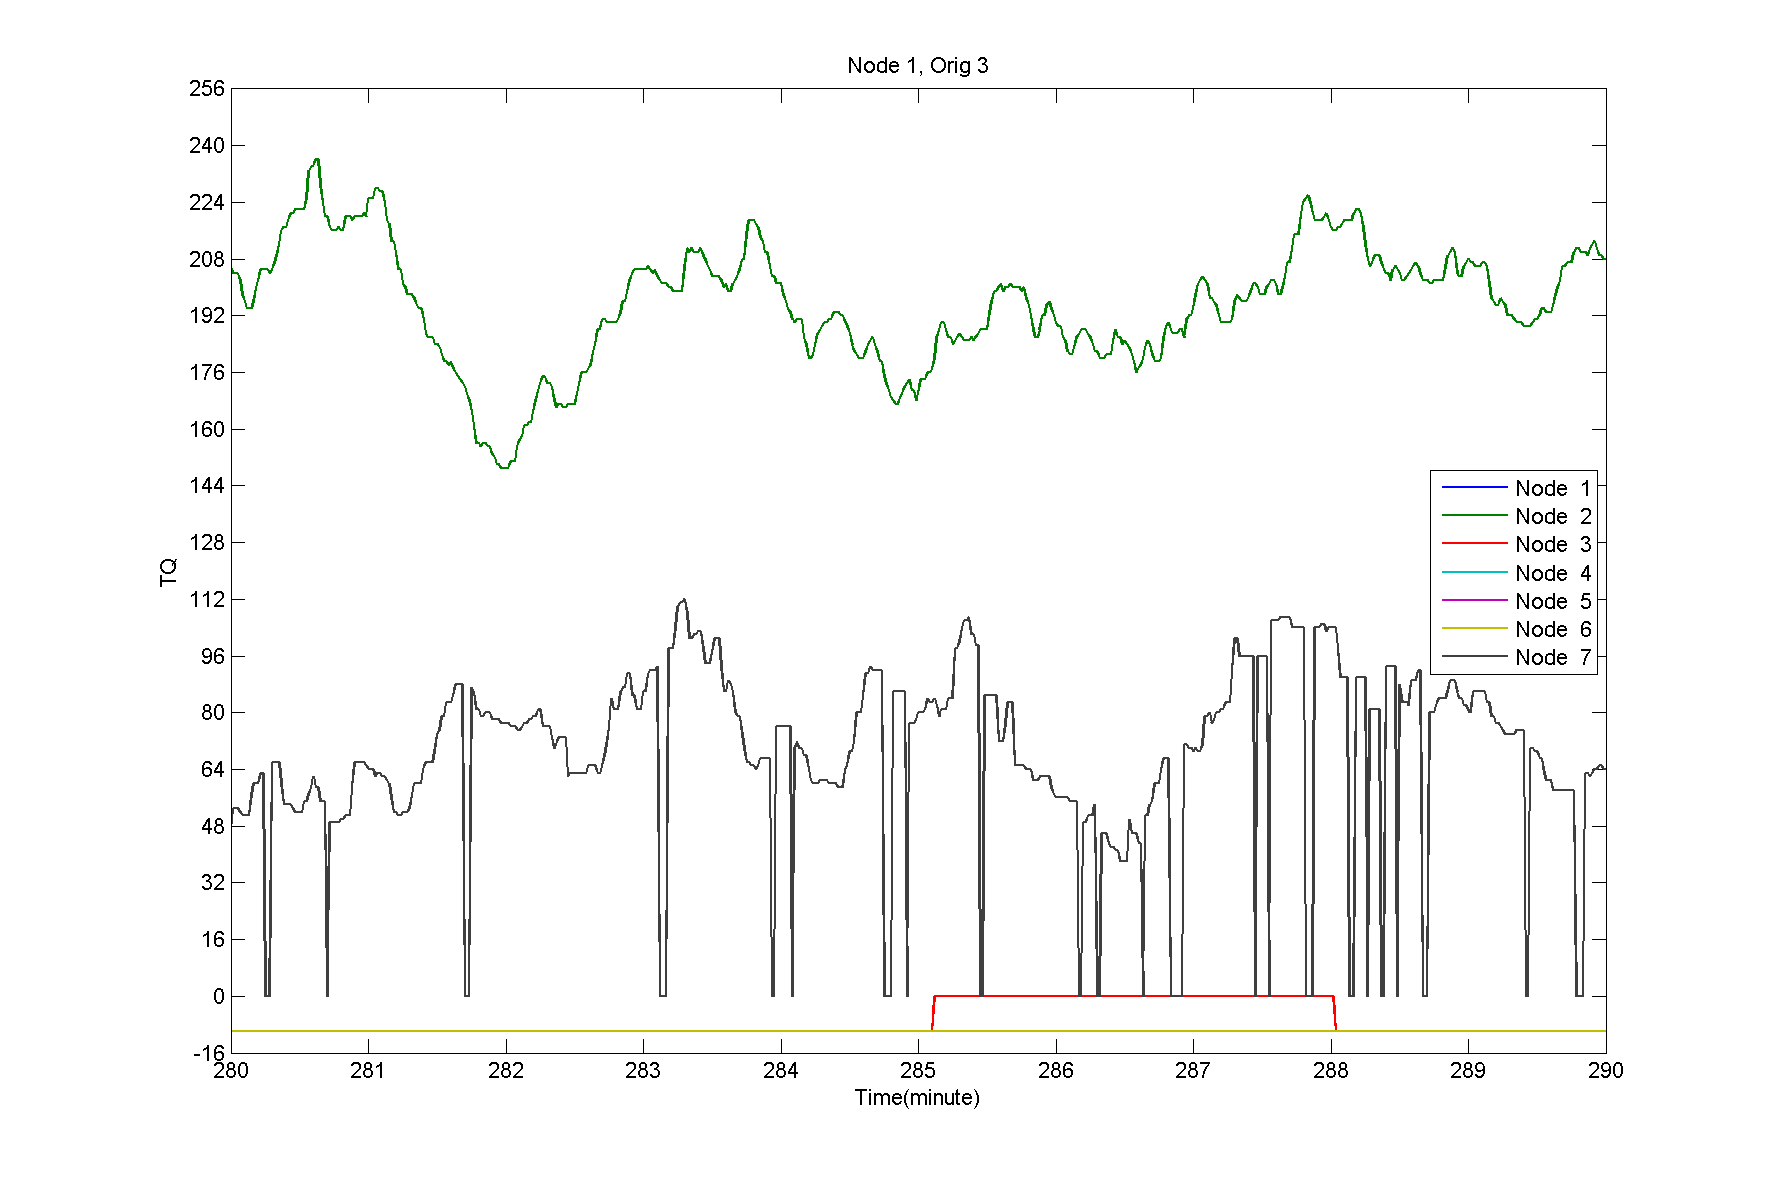 Node 1, Orig 3
256
240
224
208
192
176
160
144
128
112
96
80
64
48
32
16
0
-16
TQ
Node 1
Node 2
Node 3
Node 4
Node 5
Node 6
Node 7
280 281 282 283 284 285 286 287 288 289 290
Time(minute)